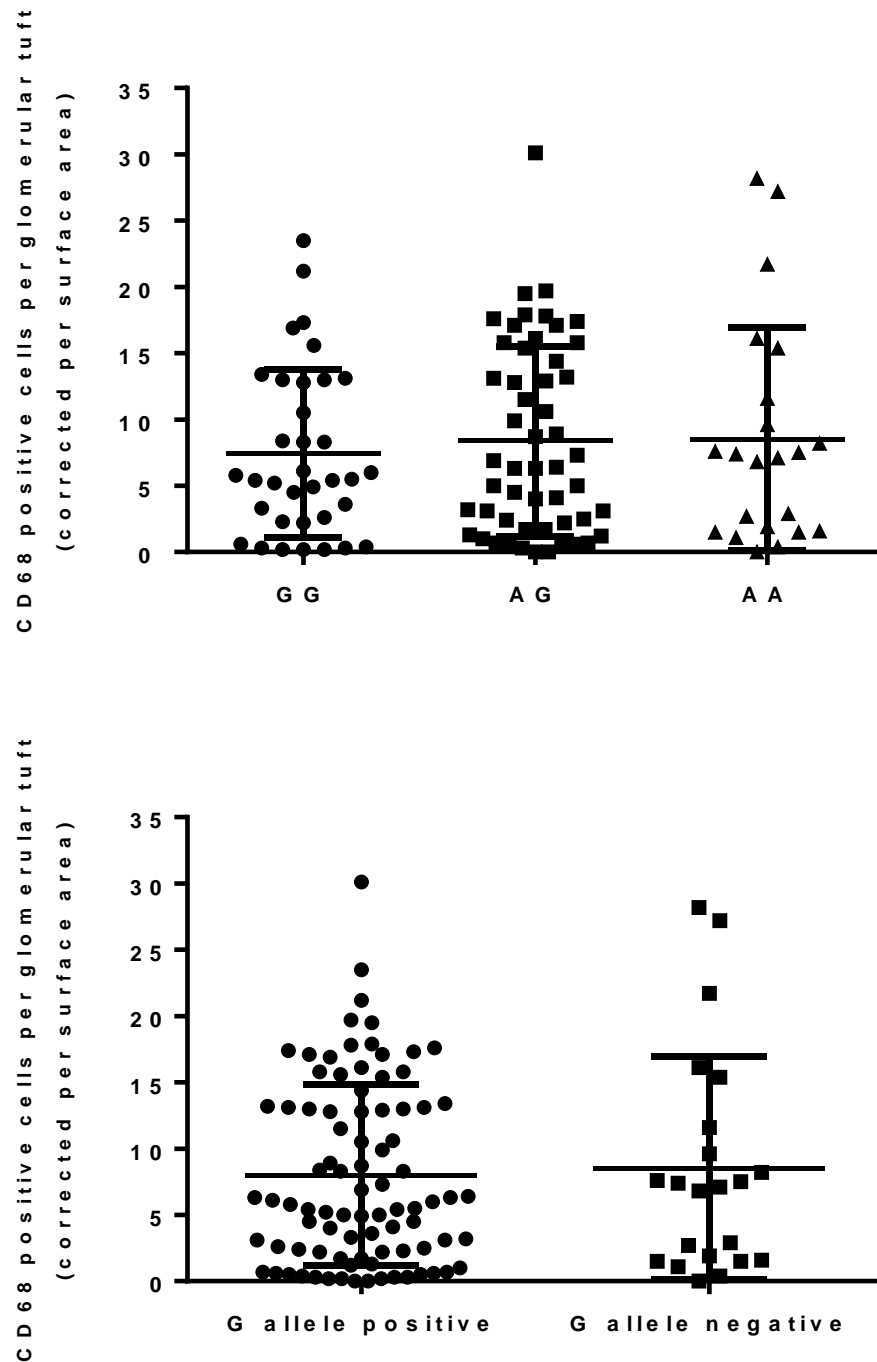 CD68 positive cells per glomerular tuft
(corrected per surface area)
35
30
25
20
15
10
5
0
GG AG AA
CD68 positive cells per glomerular tuft
(corrected per surface area)
35
30
25
20
15
10
5
0
G allele positive G allele negative